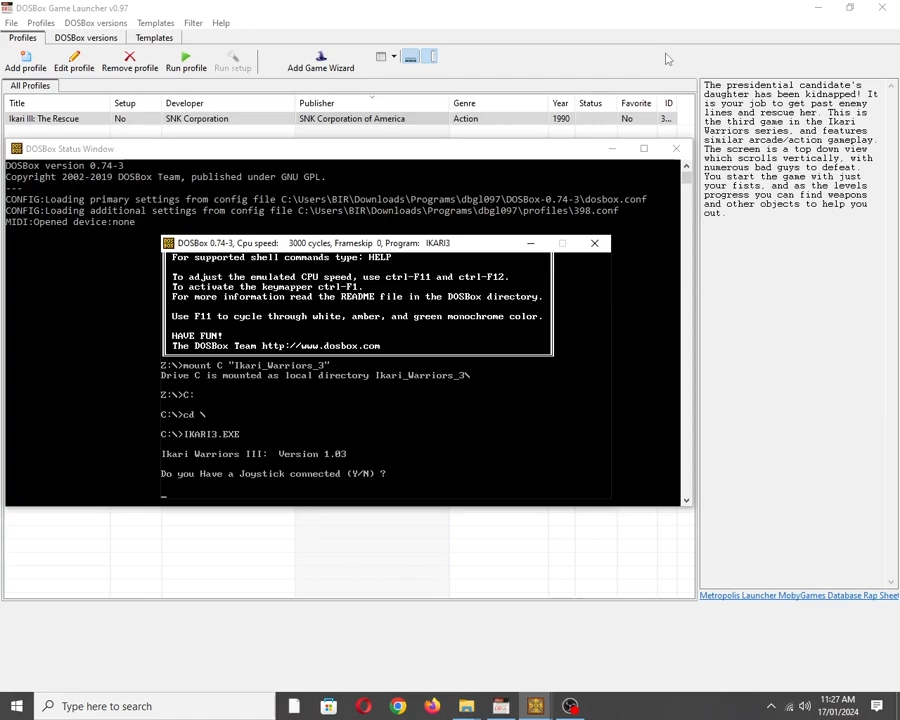 DOSBox Game Launcher v0.97
File Profiles DOSBox versions Templates Filter Help
Profiles DOSBox versions Templates
Add profile Edit profile Remove profile Run profile Run setup Add Game Wizard
All Profiles
Title Setup Developer Publisher Genre Year Status Favorite ID
Ikari III: The Rescue No SNK Corporation SNK Corporation of America Action 1990 No 3...
The presidential candidate's
daughter has been kidnapped! It
is your job to get past enemy
lines and rescue her. This is
the third game in the Ikari
Warriors series, and features
similar arcade/action gameplay.
The screen is a top down view
which scrolls vertically, with
numerous bad guys to defeat.
You start the game with just
your fists, and as the levels
progress you can find weapons
and other objects to help you
out.
DOSBox Status Window
DOSBox version 0.74-3
Copyright 2002-2019 DOSBox Team, published under GNU GPL.
---
CONFIG:Loading primary settings from config file C:\Users\BIR\Downloads\Programs\dbgl097\DOSBox-0.74-3\dosbox.conf
CONFIG:Loading additional settings from config file C:\Users\BIR\Downloads\Programs\dbgl097\profiles\398.conf
MIDI:Opened device:none
DOSBox 0.74-3, Cpu speed: 3000 cycles, Frameskip 0, Program: IKARI3
For supported shell commands type: HELP
To adjust the emulated CPU speed, use ctrl-F11 and ctrl-F12.
To activate the keymapper ctrl-F1.
For more information read the README file in the DOSBox directory.
Use F11 to cycle through white, amber, and green monochrome color.
HAVE FUN!
The DOSBox Team http://www.dosbox.com
Z:\>mount C "Ikari_Warriors_3"
Drive C is mounted as local directory Ikari_Warriors_3\
Z:\>C:
C:\>cd \
C:\>IKARI3.EXE
Ikari Warriors III: Version 1.03
Do you Have a Joystick connected (Y/N) ?
_
Metropolis Launcher MobyGames Database Rap Sheet
Type here to search
11:27 AM
17/01/2024